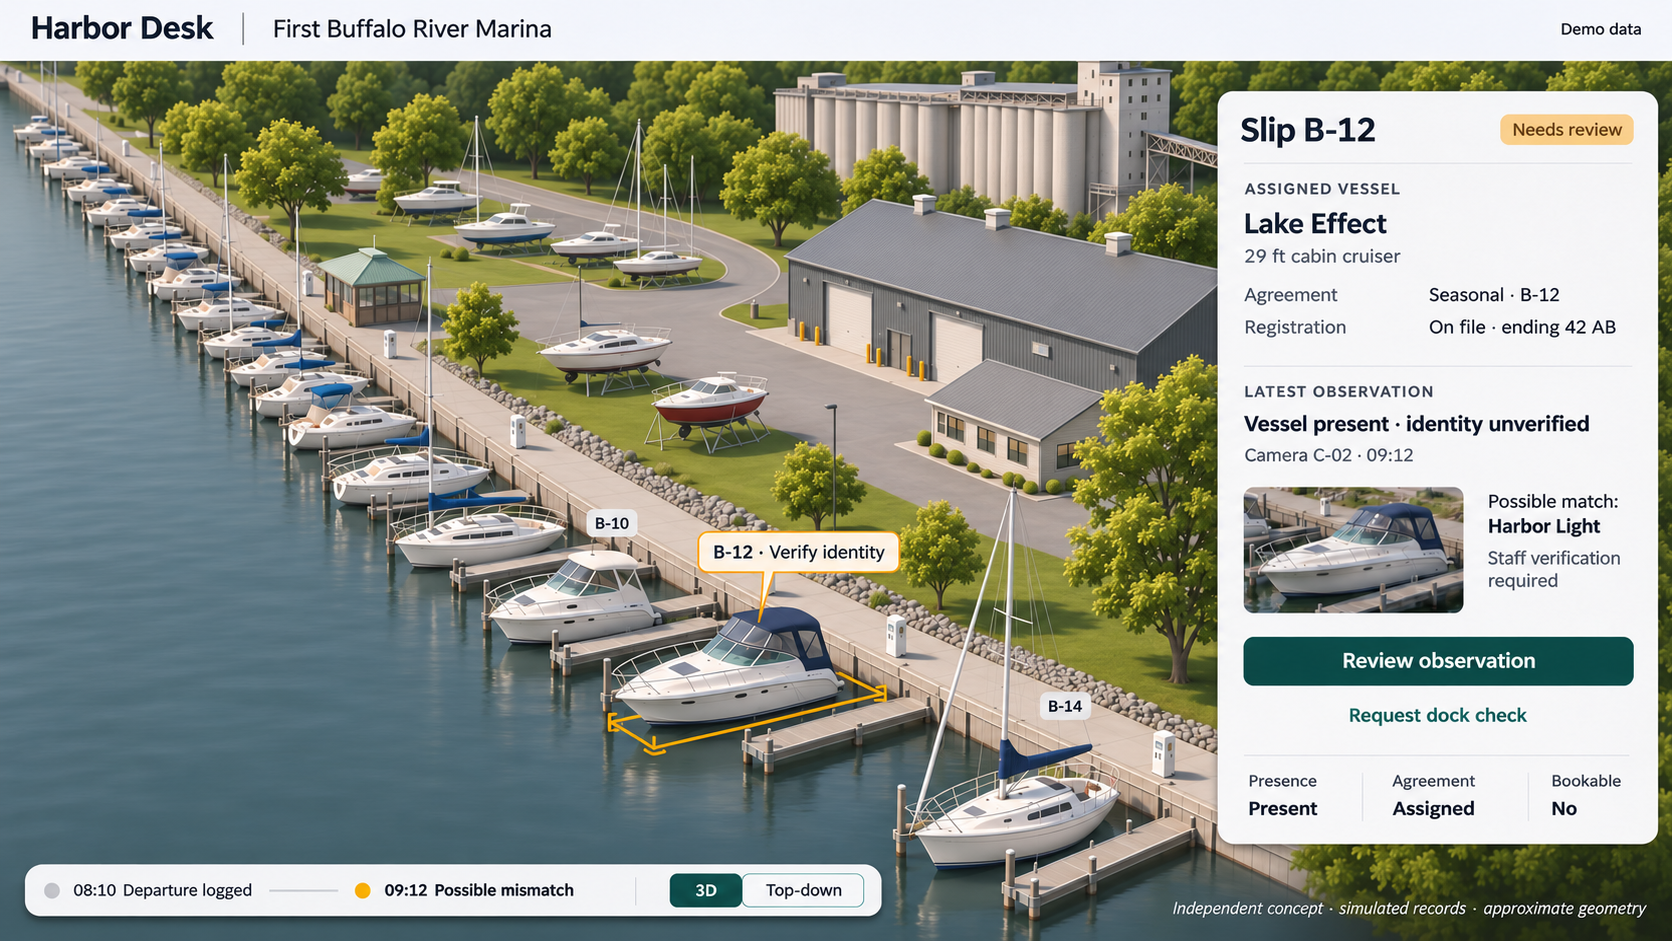 Harbor Desk
First Buffalo River Marina
Demo data
Slip B-12
Needs review
ASSIGNED VESSEL
Lake Effect
29 ft cabin cruiser
Agreement Seasonal · B-12
Registration On file · ending 42 AB
LATEST OBSERVATION
Vessel present · identity unverified
Camera C-02 · 09:12
Possible match:
Harbor Light
Staff verification
required
Review observation
Request dock check
Presence Agreement Bookable
Present Assigned No
B-10
B-12 · Verify identity
B-14
08:10 Departure logged 09:12 Possible mismatch
3D Top-down
Independent concept · simulated records · approximate geometry